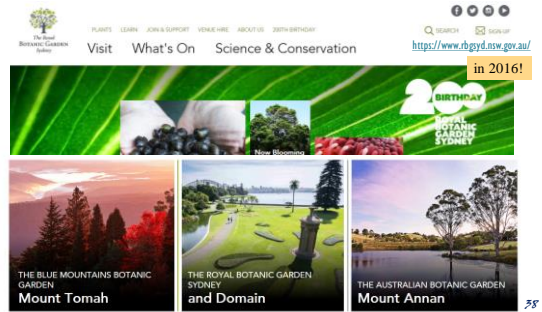 The Royal
BOTANIC GARDEN
Sydney
PLANTS LEARN JOIN & SUPPORT VENUE HIRE ABOUT US 200TH BIRTHDAY
SEARCH SIGN UP
Visit What's On Science & Conservation
https://www.rbgsyd.nsw.gov.au/
in 2016!
200
BIRTHDAY
ROYAL
BOTANIC
GARDEN
SYDNEY
Now Blooming
THE BLUE MOUNTAINS BOTANIC
GARDEN
Mount Tomah
THE ROYAL BOTANIC GARDEN
SYDNEY
and Domain
THE AUSTRALIAN BOTANIC GARDEN
Mount Annan
38